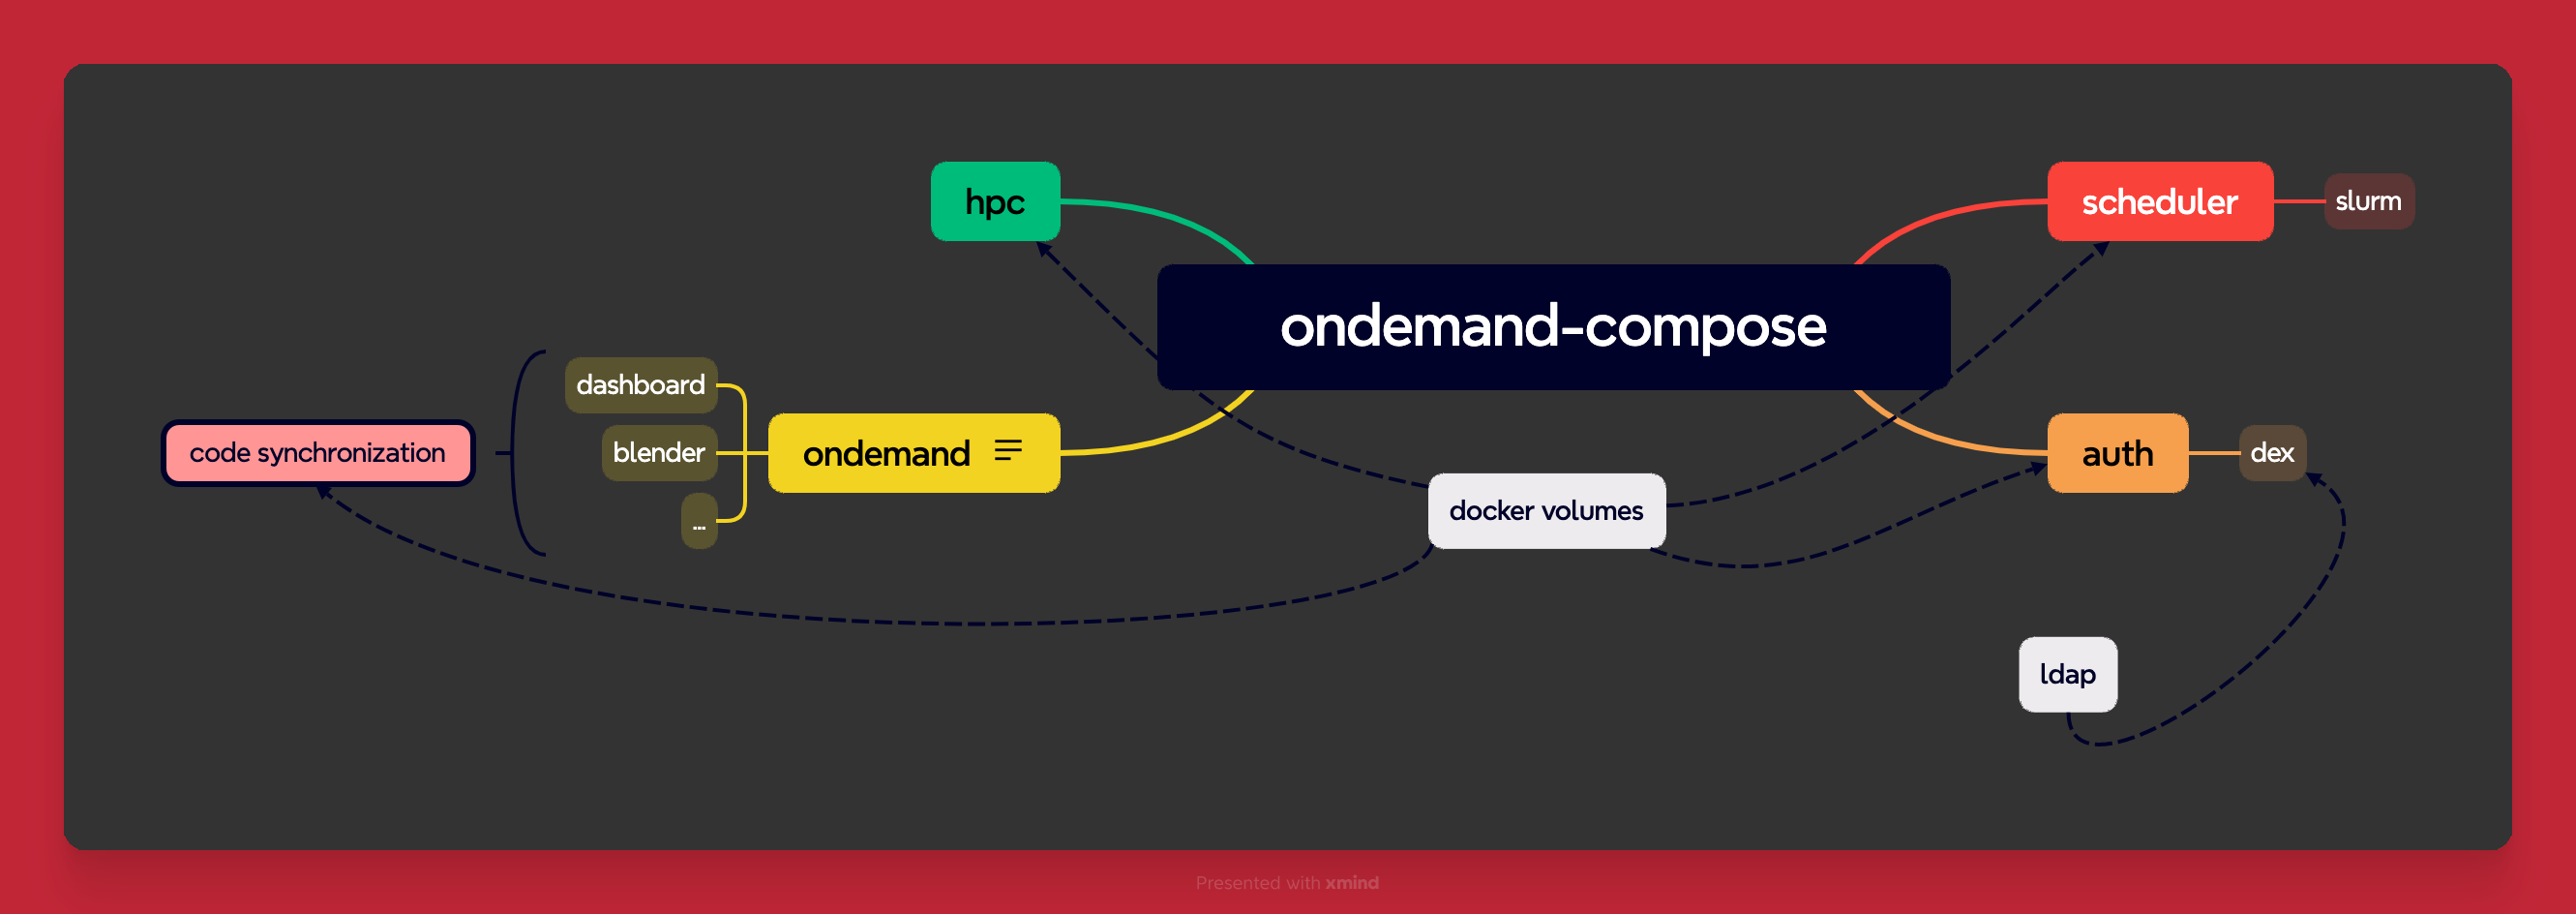 hpc
scheduler
slurm
ondemand-compose
dashboard
code synchronization
blender
ondemand
auth
dex
docker volumes
...
ldap
Presented with xmind